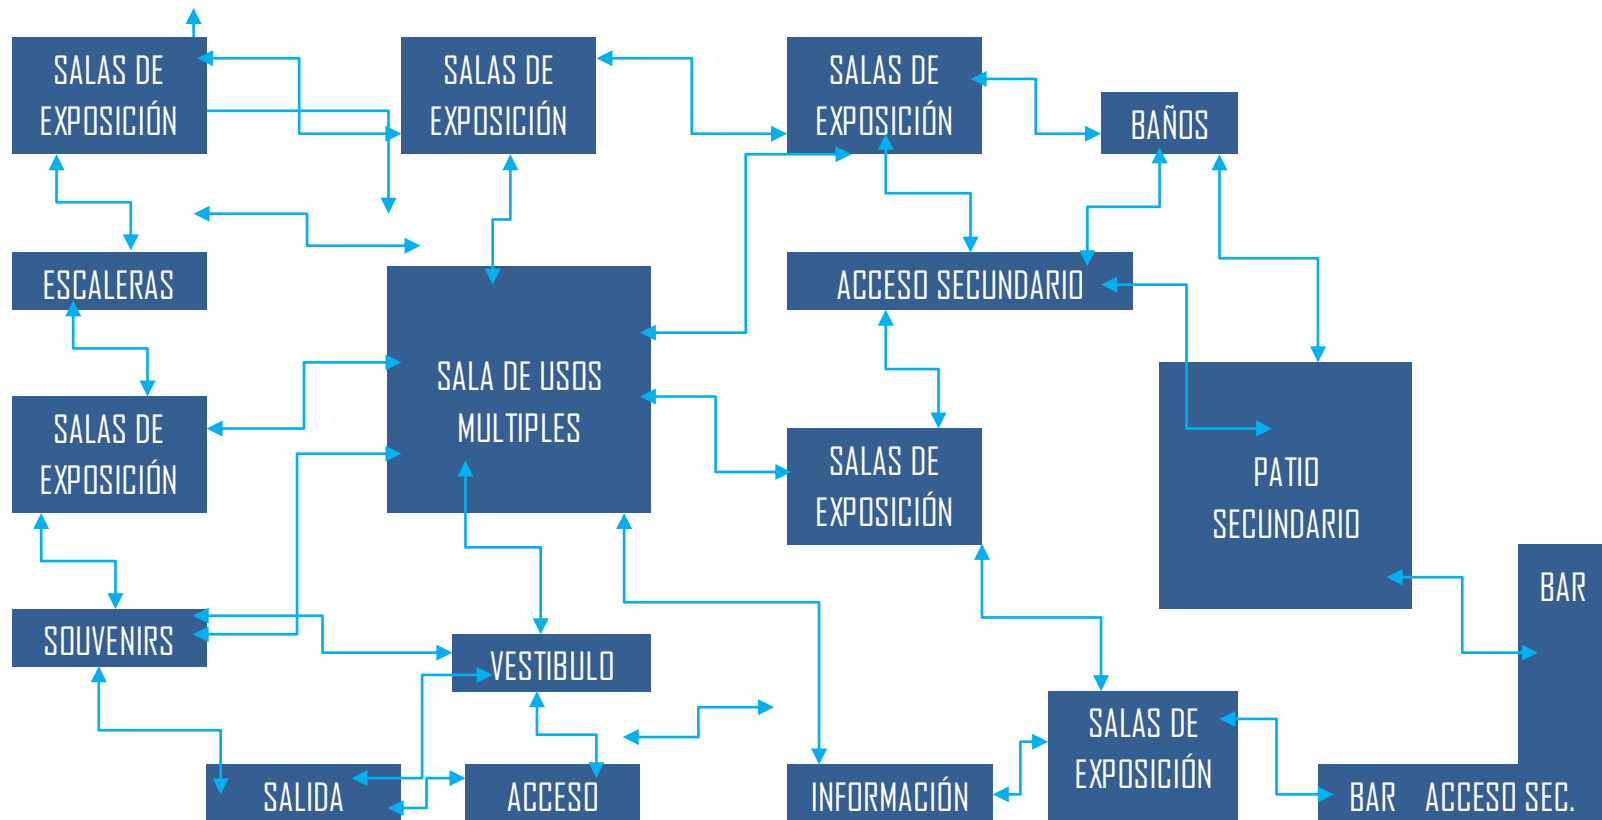 SALAS DE
EXPOSICIÓN
SALAS DE
EXPOSICIÓN
SALAS DE
EXPOSICIÓN
BAÑOS
ESCALERAS
ACCESO SECUNDARIO
SALA DE USOS
MULTIPLES
SALAS DE
EXPOSICIÓN
SALAS DE
EXPOSICIÓN
PATIO
SECUNDARIO
BAR
SOUVENIRS
VESTIBULO
SALAS DE
EXPOSICIÓN
SALIDA
ACCESO
INFORMACIÓN
BAR ACCESO SEC.